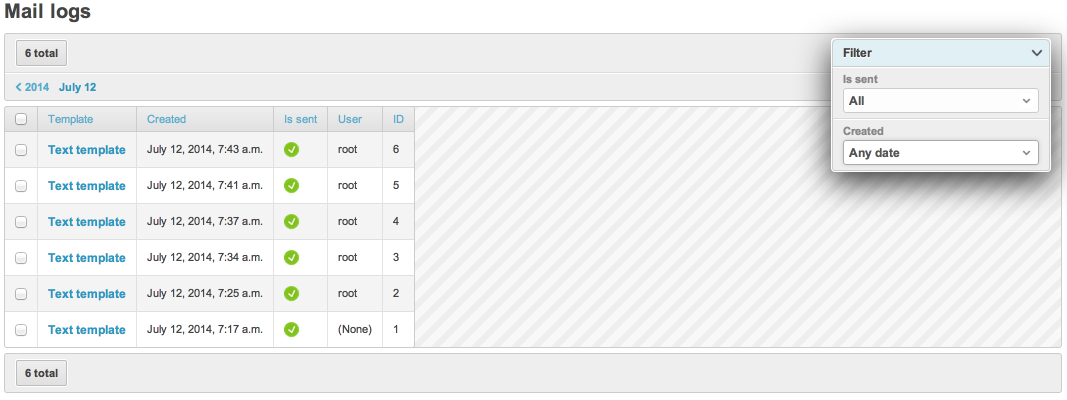 Mail logs
6 total
2014 July 12
Filter
Is sent
All
Created
Any date
Template Created Is sent User ID
Text template July 12, 2014, 7:43 a.m. root 6
Text template July 12, 2014, 7:41 a.m. root 5
Text template July 12, 2014, 7:37 a.m. root 4
Text template July 12, 2014, 7:34 a.m. root 3
Text template July 12, 2014, 7:25 a.m. root 2
Text template July 12, 2014, 7:17 a.m. (None) 1
6 total